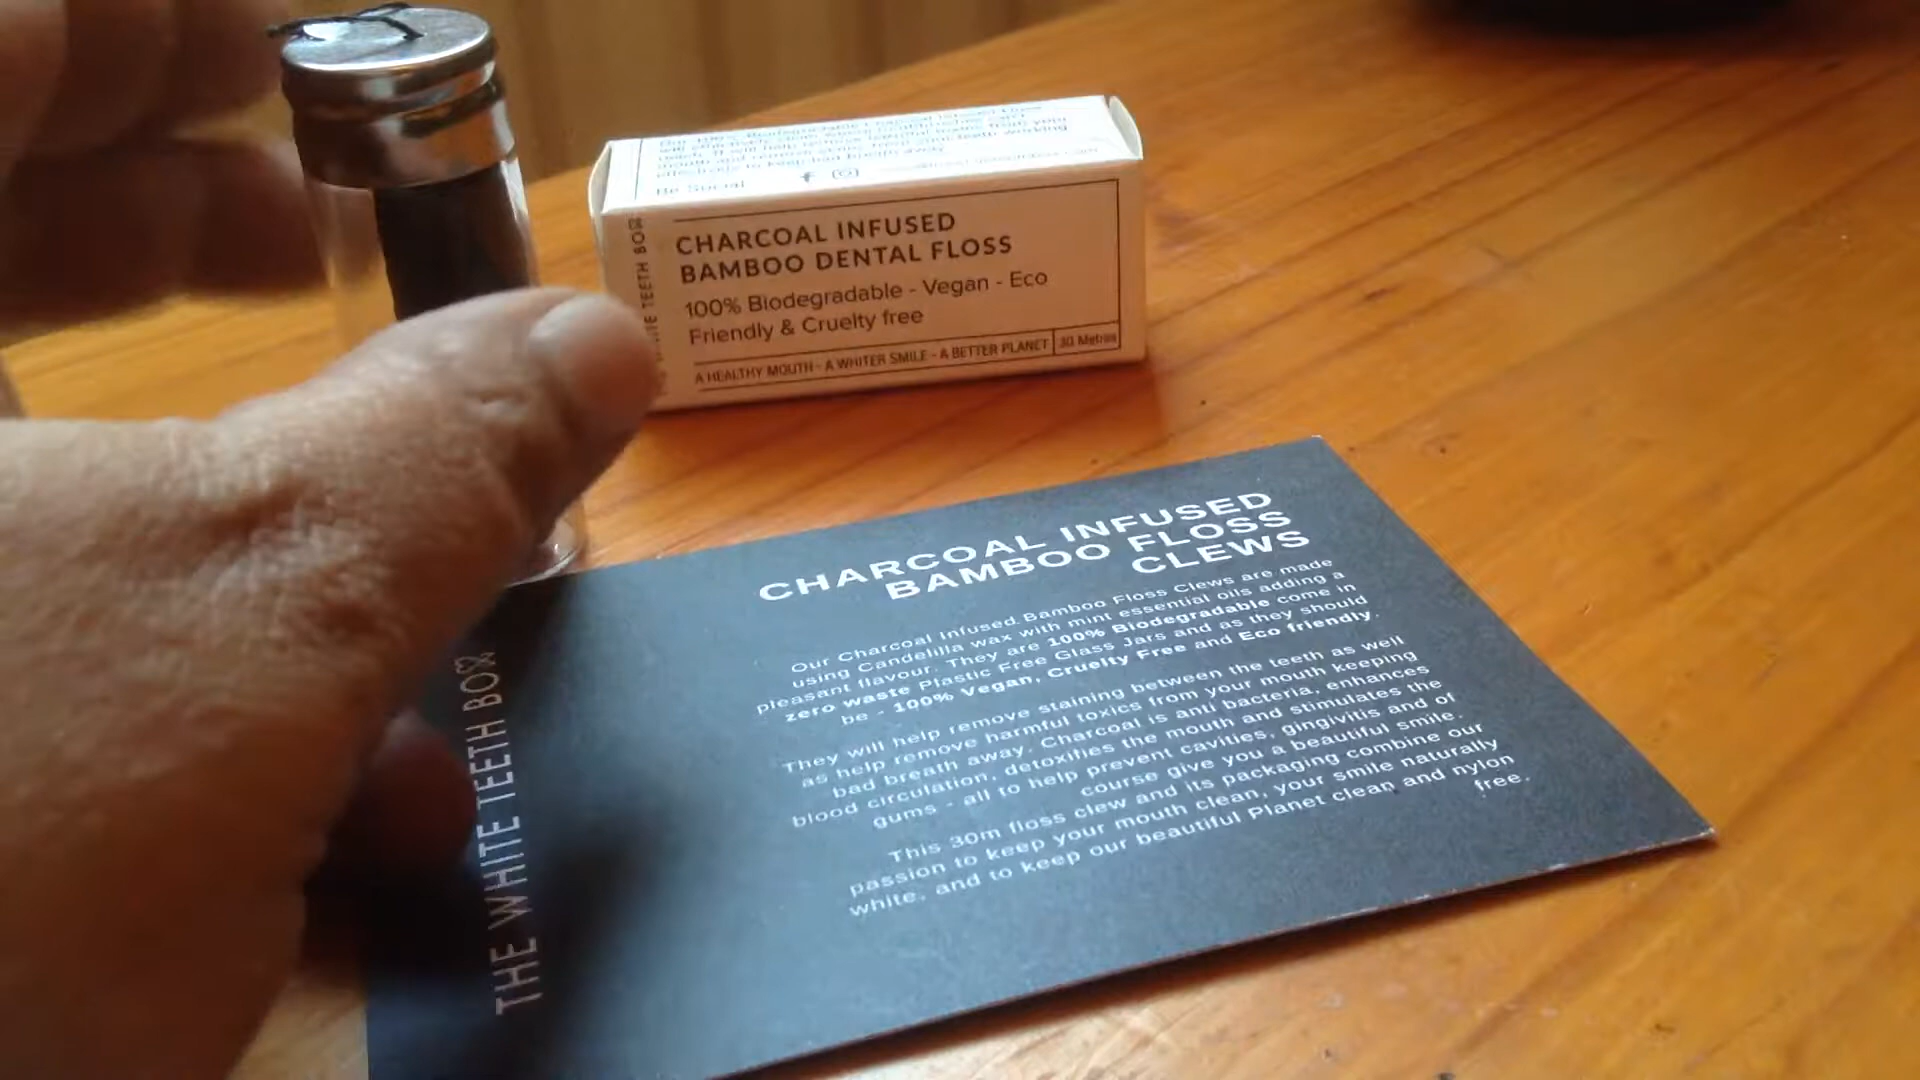 Be Social
THE WHITE TEETH BOX
CHARCOAL INFUSED
BAMBOO DENTAL FLOSS
100% Biodegradable - Vegan - Eco
Friendly & Cruelty free
A HEALTHY MOUTH - A WHITER SMILE - A BETTER PLANET
30 Metres
THE WHITE TEETH BOX
CHARCOAL INFUSED
BAMBOO FLOSS
CLEWS
Our Charcoal Infused Bamboo Floss Clews are made
using Candelilla wax with mint essential oils adding a
pleasant flavour. They are 100% Biodegradable come in
zero waste Plastic Free Glass Jars and as they should
be - 100% Vegan, Cruelty Free and Eco friendly.
They will help remove staining between the teeth as well
as help remove harmful toxics from your mouth keeping
bad breath away. Charcoal is anti bacteria, enhances
blood circulation, detoxifies the mouth and stimulates the
gums - all to help prevent cavities, gingivitis and of
course give you a beautiful smile.
This 30m floss clew and its packaging combine our
passion to keep your mouth clean, your smile naturally
white, and to keep our beautiful Planet clean and nylon
free.